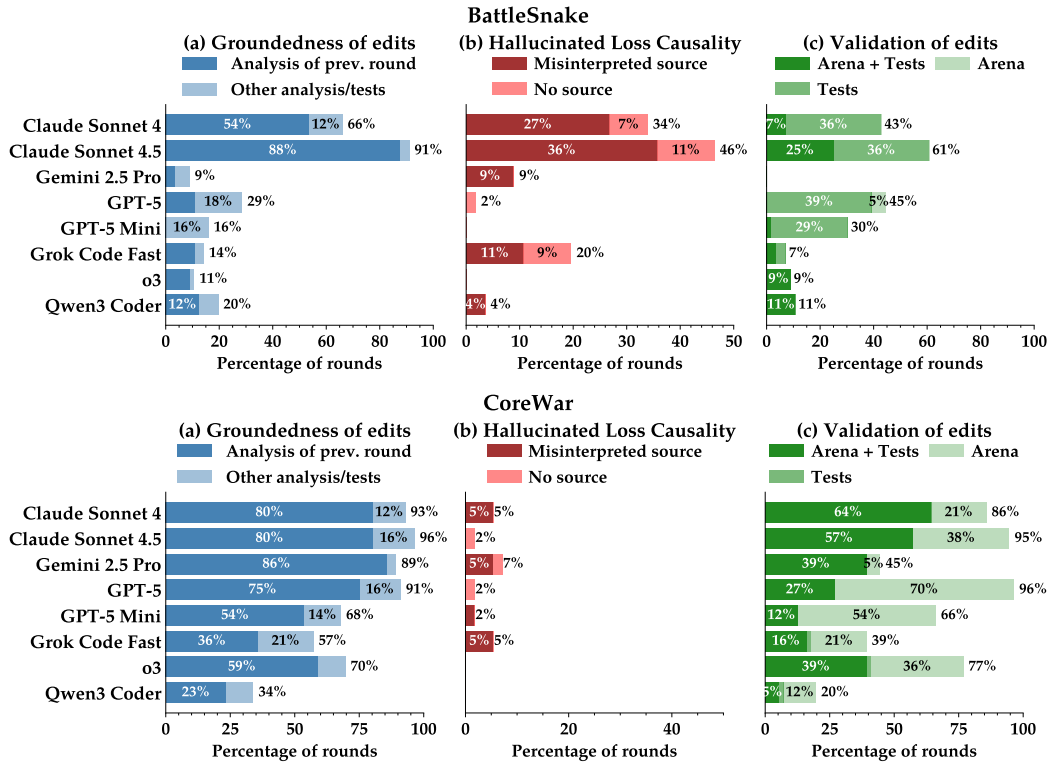 BattleSnake
(a) Groundedness of edits
Analysis of prev. round
Other analysis/tests
(b) Hallucinated Loss Causality
Misinterpreted source
No source
(c) Validation of edits
Arena + Tests
Arena
Tests
Claude Sonnet 4 54% 12% 66% 27% 7% 34% 7% 36% 43%
Claude Sonnet 4.5 88% 91% 36% 11% 46% 25% 36% 61%
Gemini 2.5 Pro 9% 9% 9%
GPT-5 18% 29% 2% 39% 5% 45%
GPT-5 Mini 16% 16% 29% 30%
Grok Code Fast 14% 11% 9% 20% 7%
o3 11% 9% 9%
Qwen3 Coder 12% 20% 4% 4% 11% 11%
0 20 40 60 80 100 0 10 20 30 40 50 0 20 40 60 80 100
Percentage of rounds Percentage of rounds Percentage of rounds
CoreWar
(a) Groundedness of edits
Analysis of prev. round
Other analysis/tests
(b) Hallucinated Loss Causality
Misinterpreted source
No source
(c) Validation of edits
Arena + Tests
Arena
Tests
Claude Sonnet 4 80% 12% 93% 5% 5% 64% 21% 86%
Claude Sonnet 4.5 80% 16% 96% 2% 57% 38% 95%
Gemini 2.5 Pro 86% 89% 5% 7% 39% 5% 45%
GPT-5 75% 16% 91% 2% 27% 70% 96%
GPT-5 Mini 54% 14% 68% 2% 12% 54% 66%
Grok Code Fast 36% 21% 57% 5% 5% 16% 21% 39%
o3 59% 70% 39% 36% 77%
Qwen3 Coder 23% 34% 5% 12% 20%
0 25 50 75 100 0 20 40 0 25 50 75 100
Percentage of rounds Percentage of rounds Percentage of rounds